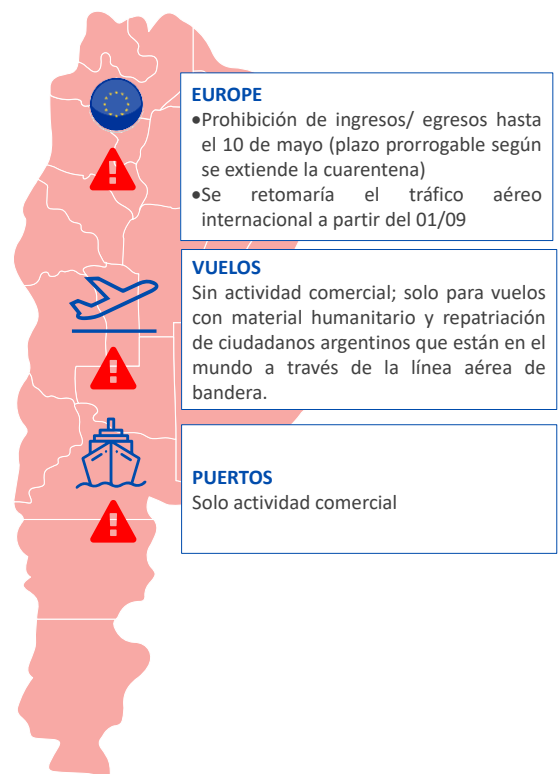 EUROPE
•Prohibición de ingresos/ egresos hasta
el 10 de mayo (plazo prorrogable según
se extiende la cuarentena)
•Se retomaría el tráfico aéreo
internacional a partir del 01/09
VUELOS
Sin actividad comercial; solo para vuelos
con material humanitario y repatriación
de ciudadanos argentinos que están en el
mundo a través de la línea aérea de
bandera.
PUERTOS
Solo actividad comercial